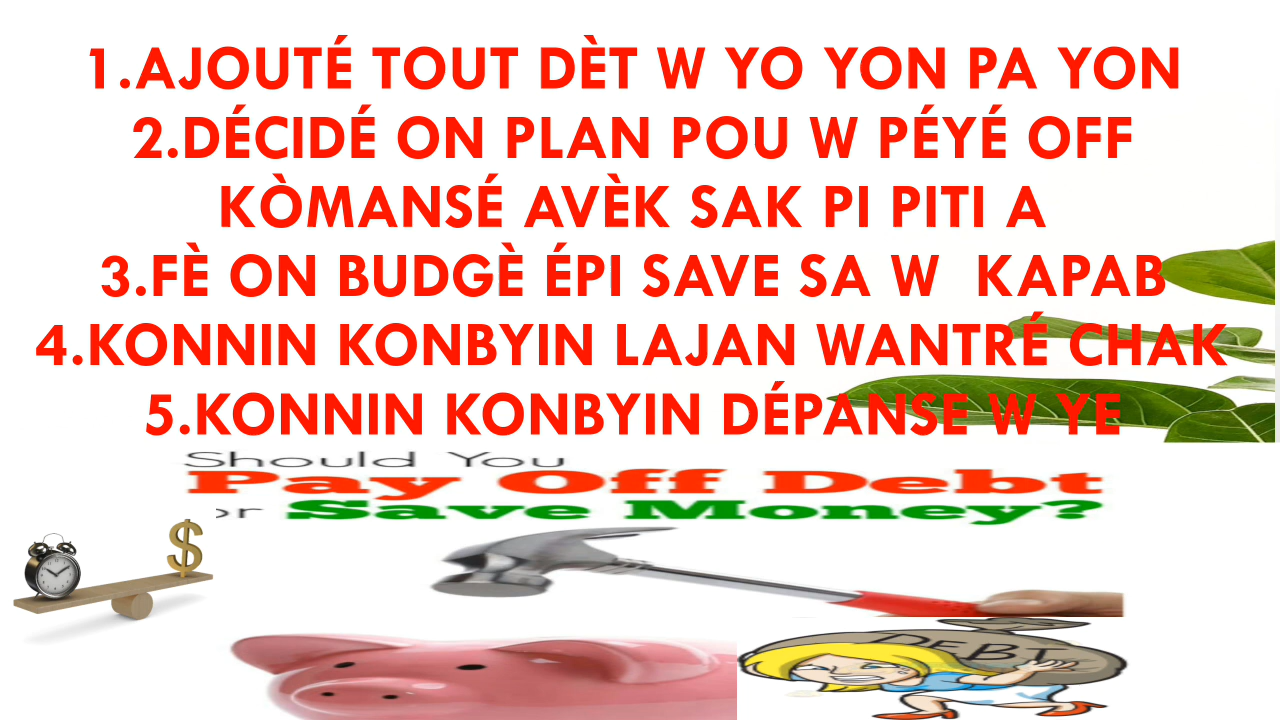 1.AJOUTÉ TOUT DÈT W YO YON PA YON
2.DÉCIDÉ ON PLAN POU W PÉYÉ OFF
KÒMANSÉ AVÈK SAK PI PITI A
3.FÈ ON BUDGÈ ÉPI SAVE SA W  KAPAB
4.KONNIN KONBYIN LAJAN WANTRÉ CHAK
5.KONNIN KONBYIN DÉPANSE W YE
Should You
Pay Off Debt
or Save Money?
$
DEBT